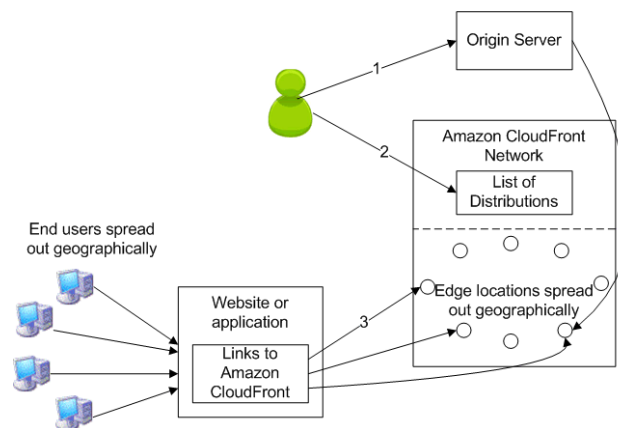 Origin Server
1
2
Amazon CloudFront
Network
List of
Distributions
End users spread
out geographically
Website or
application
Links to
Amazon
CloudFront
3
Edge locations spread
out geographically